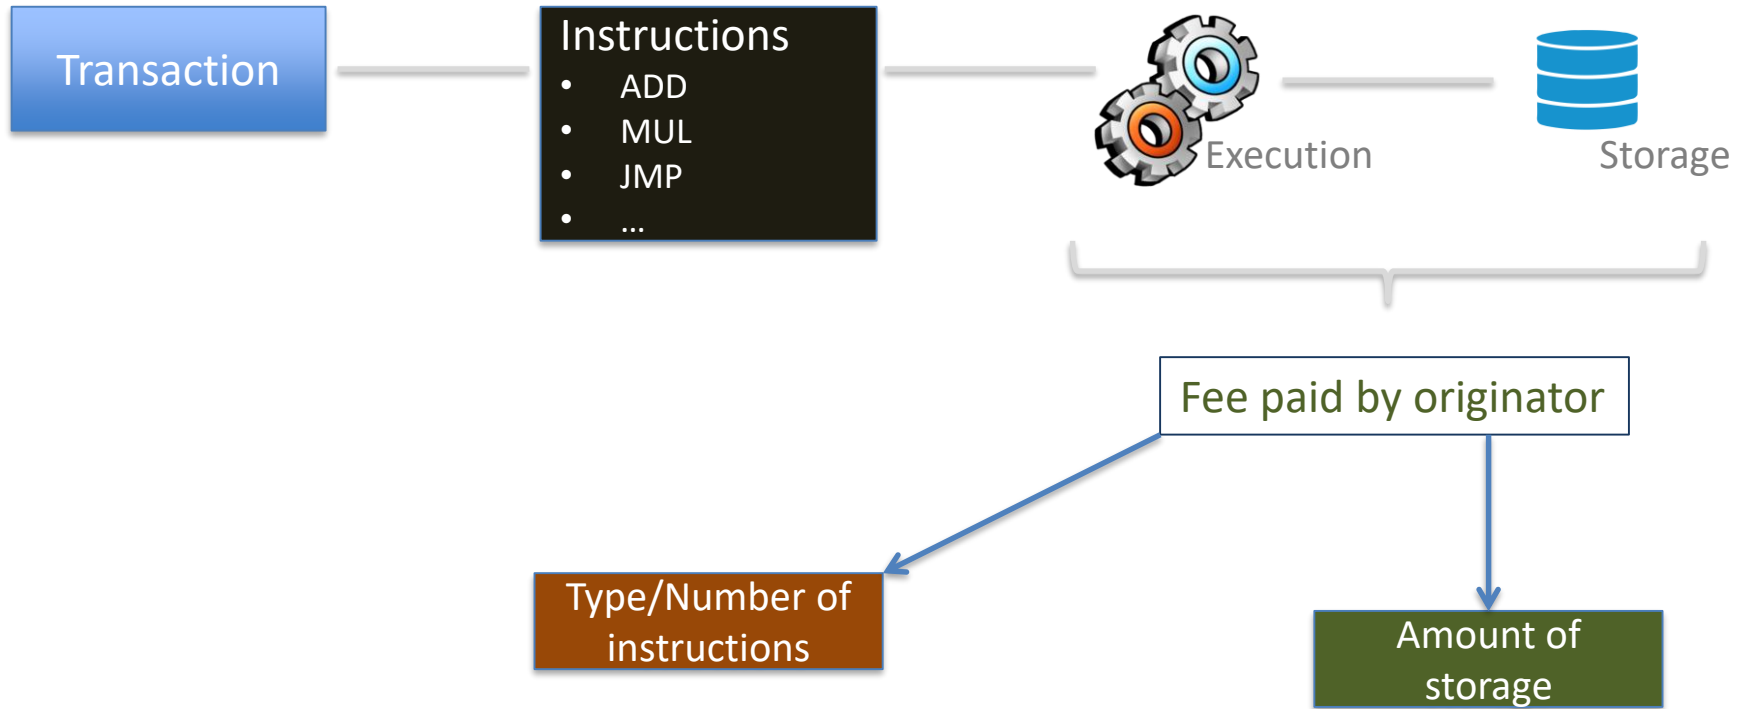 Transaction
Instructions
• ADD
• MUL
• JMP
• ...
Execution
Storage
Fee paid by originator
Type/Number of
instructions
Amount of
storage